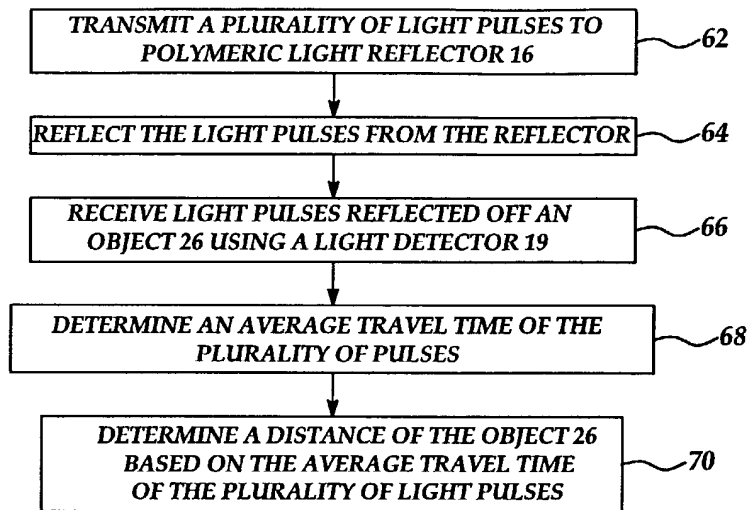 TRANSMIT A PLURALITY OF LIGHT PULSES TO
POLYMERIC LIGHT REFLECTOR 16
62
REFLECT THE LIGHT PULSES FROM THE REFLECTOR
64
RECEIVE LIGHT PULSES REFLECTED OFF AN
OBJECT 26 USING A LIGHT DETECTOR 19
66
DETERMINE AN AVERAGE TRAVEL TIME OF THE
PLURALITY OF PULSES
68
DETERMINE A DISTANCE OF THE OBJECT 26
BASED ON THE AVERAGE TRAVEL TIME
OF THE PLURALITY OF LIGHT PULSES
70